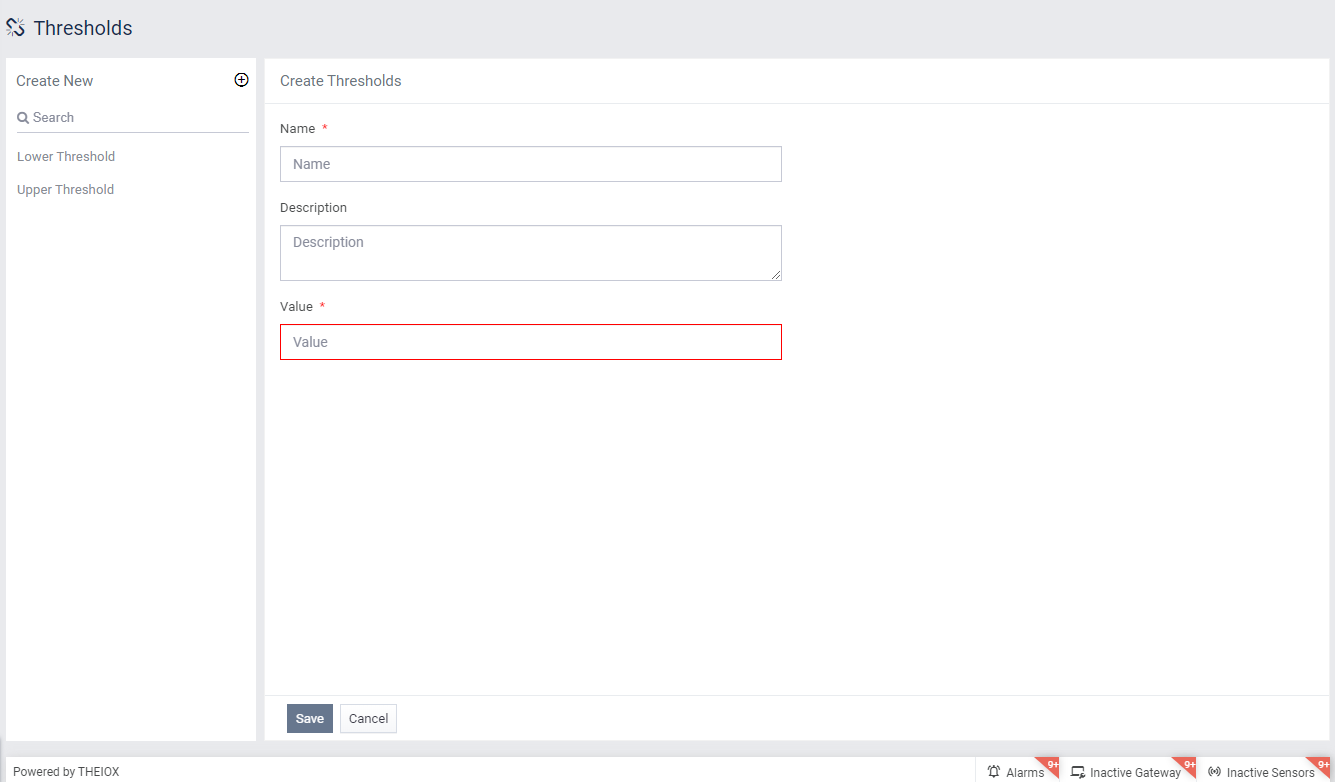 Thresholds
Create New
Search
Lower Threshold
Upper Threshold
Create Thresholds
Name *
Name
Description
Description
Value *
Value
Save Cancel
Powered by THEIOX
Alarms 9+ Inactive Gateway 9+ Inactive Sensors 9+